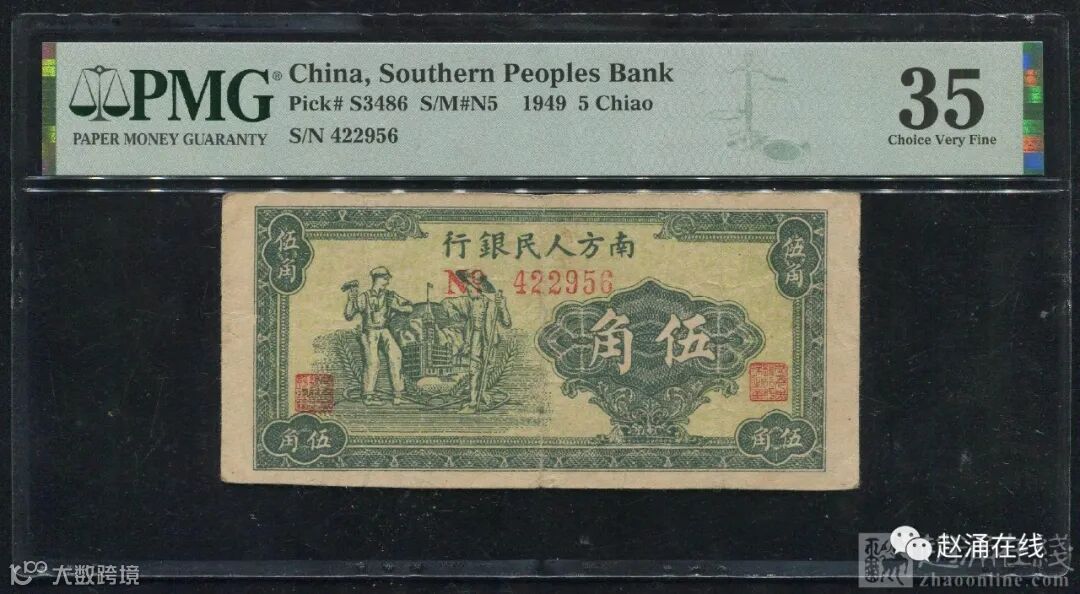 PMG®
PAPER MONEY GUARANTY
China, Southern Peoples Bank
Pick# S3486 S/M#N5 1949 5 Chiao
S/N 422956
35
Choice Very Fine
行銀民人方南
伍角
伍角
No 422956
角伍
角伍
角伍
大数跨境
赵涌在线
zhaoonline.com